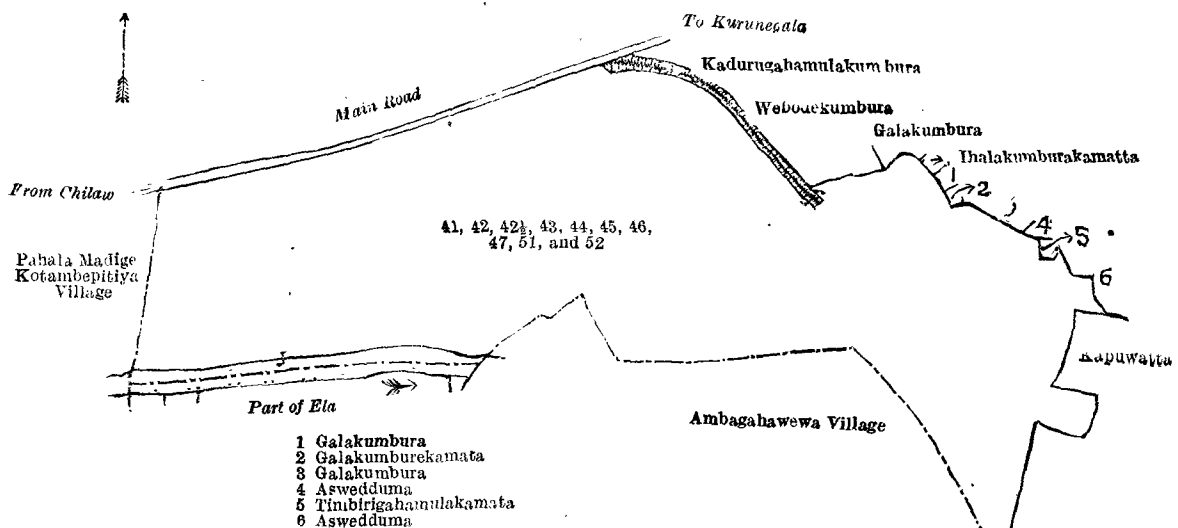 To Kurunegala
Kadurugahamulakumbura
Main Road
Webodekumbura
Galakumbura
Ihalakumburakamatta
1
2
From Chilaw
3
4
5
41, 42, 42½, 43, 44, 45, 46,
47, 51, and 52
Pahala Madige
Kotambepitiya
Village
6
Kapuwatta
Part of Ela
Ambagahawewa Village
1 Galakumbura
2 Galakumburekamata
3 Galakumbura
4 Aswedduma
5 Timbirigahamulakamata
6 Aswedduma